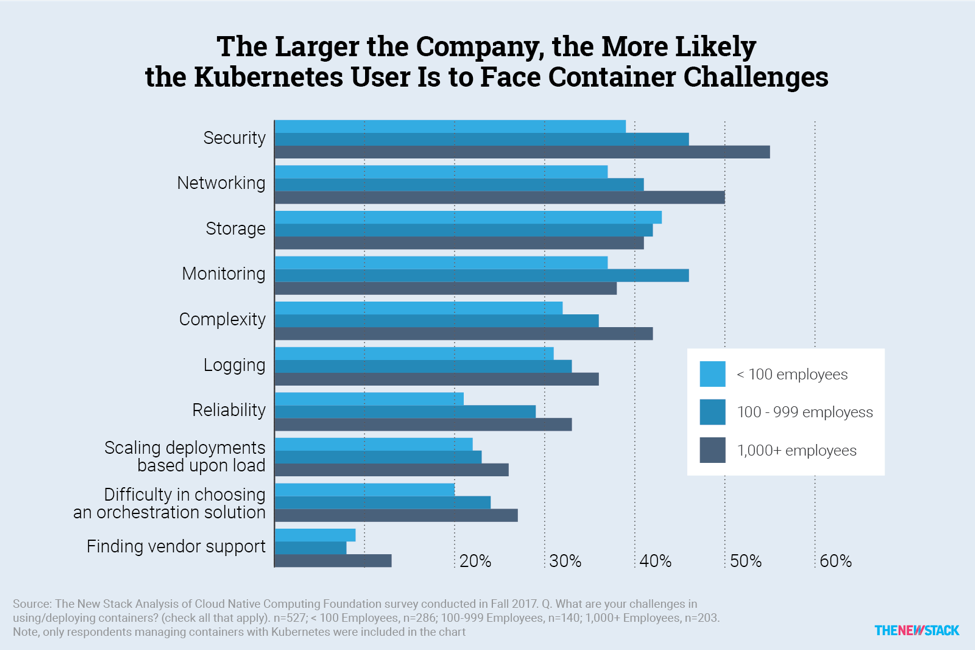 The Larger the Company, the More Likely
the Kubernetes User Is to Face Container Challenges
Security
Networking
Storage
Monitoring
Complexity
Logging
Reliability
Scaling deployments
based upon load
Difficulty in choosing
an orchestration solution
Finding vendor support
< 100 employees
100 - 999 employess
1,000+ employees
20%
30%
40%
50%
60%
Source: The New Stack Analysis of Cloud Native Computing Foundation survey conducted in Fall 2017. Q. What are your challenges in
using/deploying containers? (check all that apply). n=527; < 100 Employees, n=286; 100-999 Employees, n=140; 1,000+ Employees, n=203.
Note, only respondents managing containers with Kubernetes were included in the chart
THENEWSTACK